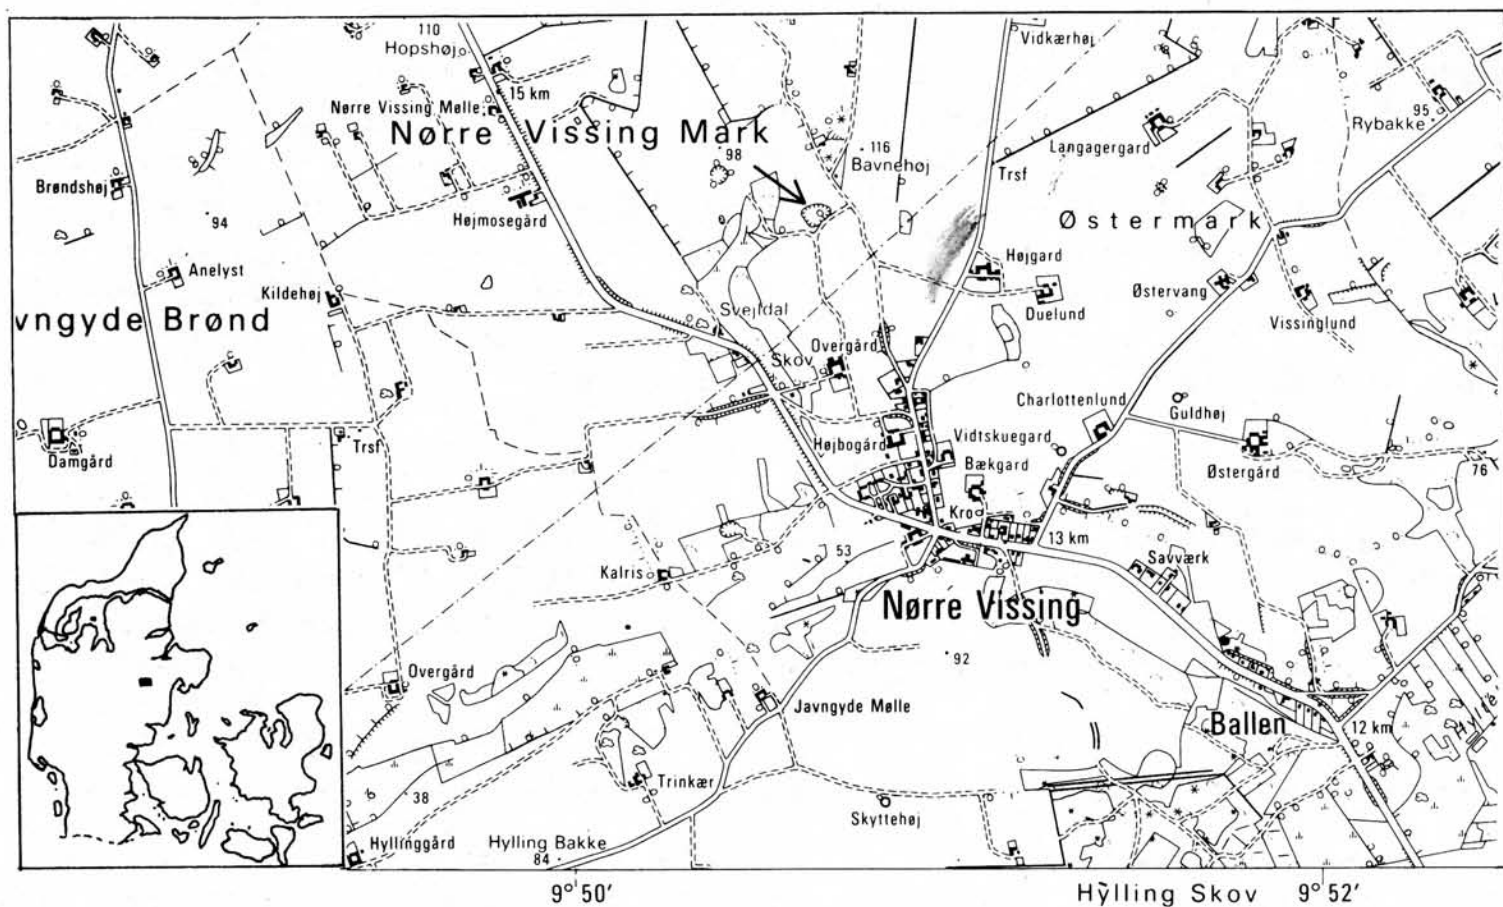 110
Hopshøj
Vidkærhøj
15 km
Nørre Vissing Mølle
95
Rybakke
Nørre Vissing Mark
98
116
Bavnehøj
Langagergard
Trsf
Brøndshøj
94
Højmosegård
Østermark
Anelyst
Højgard
Kildehøj
Østervang
Duelund
Vissinglund
vngyde Brønd
Svejldal
Skov
Overgård
F
Charlottenlund
Guldhøj
Damgård
Trsf
Højbogård
Vidtskuegard
Bækgard
Østergård
76
Kro
13 km
53
Savværk
Kalris
Nørre Vissing
92
Overgård
Javngyde Mølle
Ballen
12 km
Trinkær
38
Skyttehøj
Hyllinggård
Hylling Bakke
84
9° 50′
Hylling Skov
9° 52′